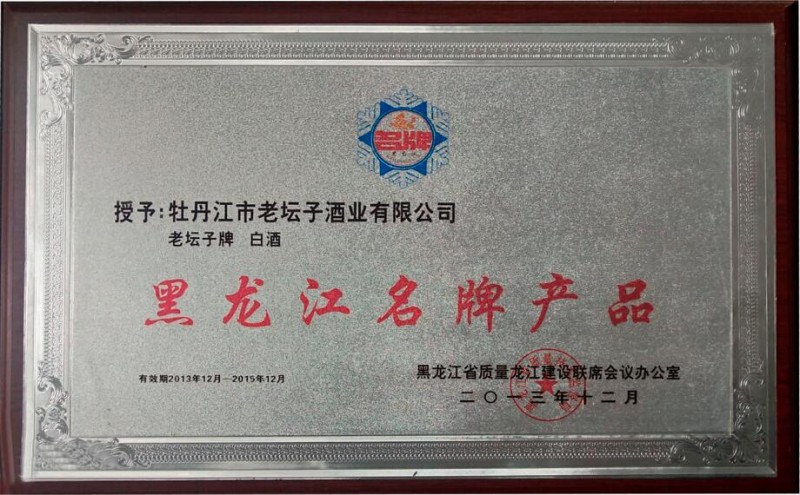 名牌
授予：牡丹江市老坛子酒业有限公司
老坛子牌 白酒
黑龙江名牌产品
有效期2013年12月—2015年12月
黑龙江省质量龙江建设联席会议办公室
二〇一三年十二月